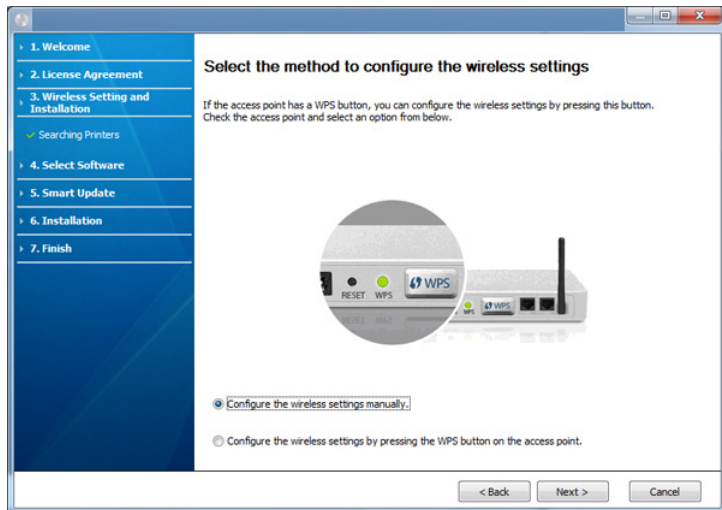 1. Welcome
2. License Agreement
3. Wireless Setting and
Installation
Searching Printers
4. Select Software
5. Smart Update
6. Installation
7. Finish
Select the method to configure the wireless settings
If the access point has a WPS button, you can configure the wireless settings by pressing this button.
Check the access point and select an option from below.
RESET WPS WPS
WPS WPS
Configure the wireless settings manually.
Configure the wireless settings by pressing the WPS button on the access point.
< Back Next > Cancel